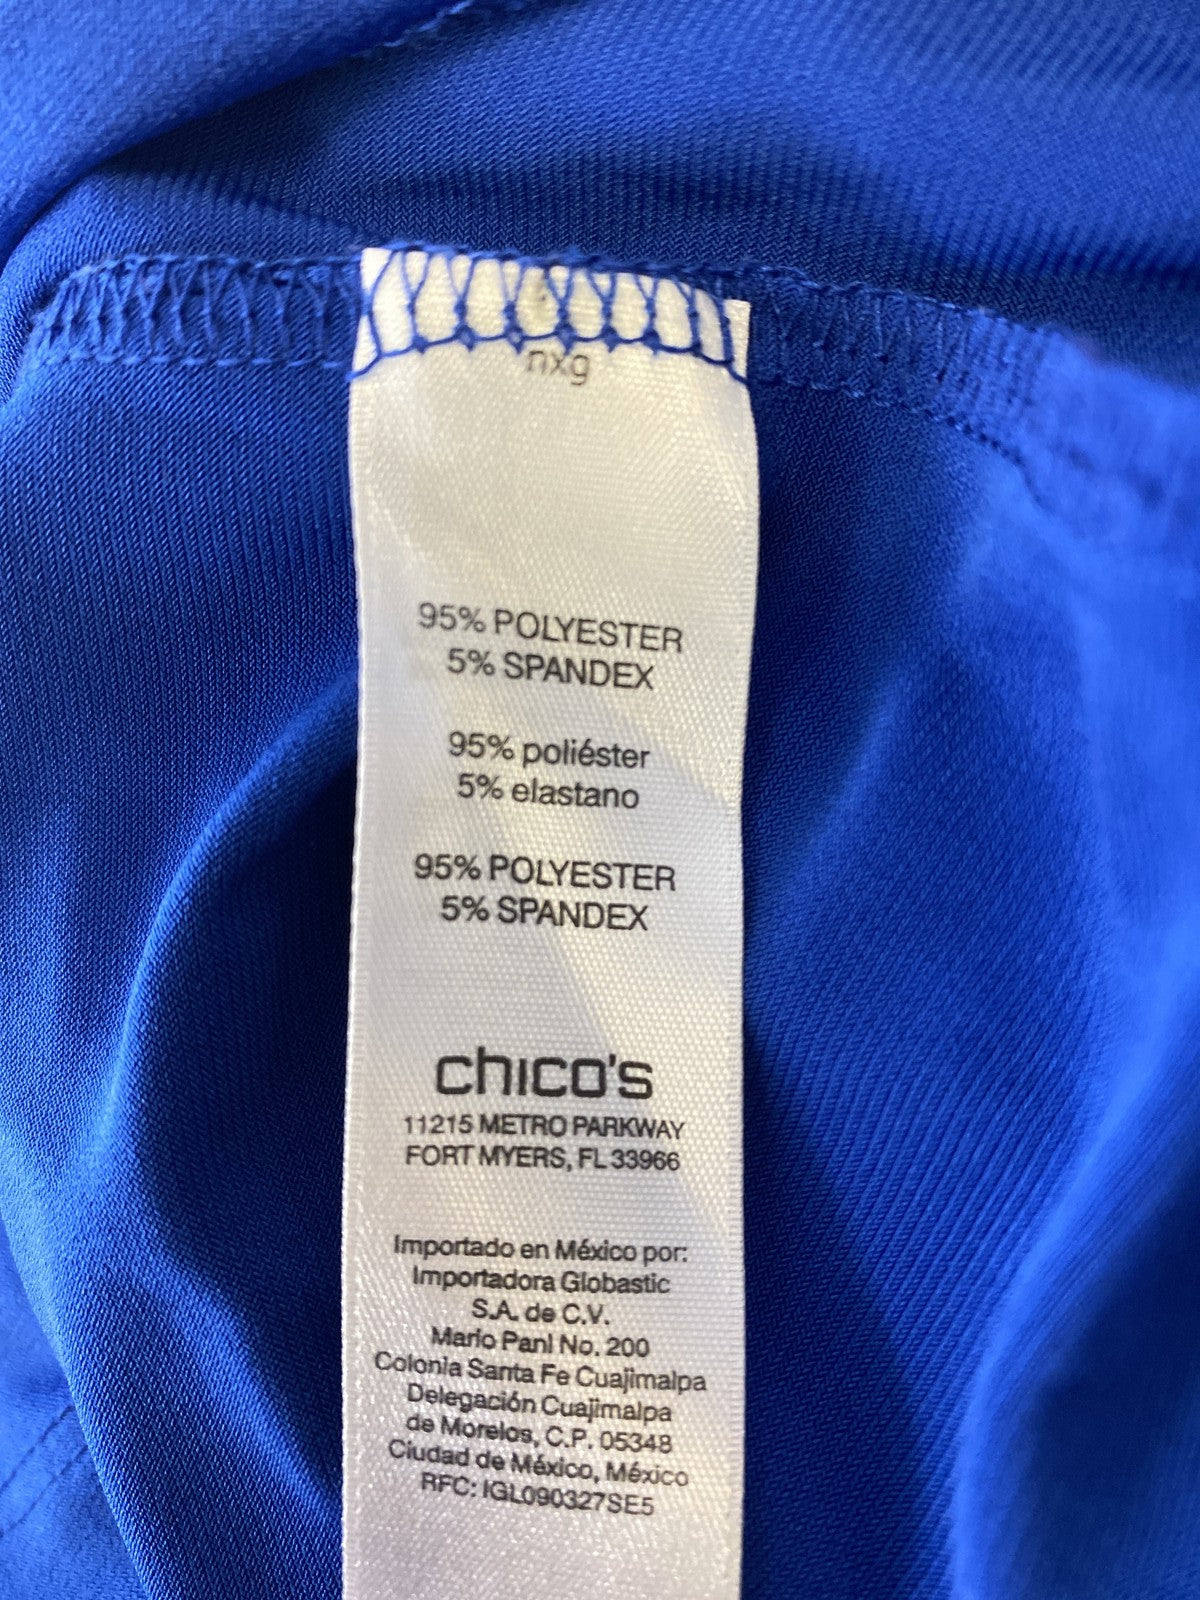 nxg
95% POLYESTER
5% SPANDEX
95% poliéster
5% elastano
95% POLYESTER
5% SPANDEX
chico's
11215 METRO PARKWAY
FORT MYERS, FL 33966
Importado en México por:
Importadora Globastic
S.A. de C.V.
Mario Pani No. 200
Colonia Santa Fe Cuajimalpa
Delegación Cuajimalpa
de Morelos, C.P. 05348
Ciudad de México, México
RFC: IGL090327SE5